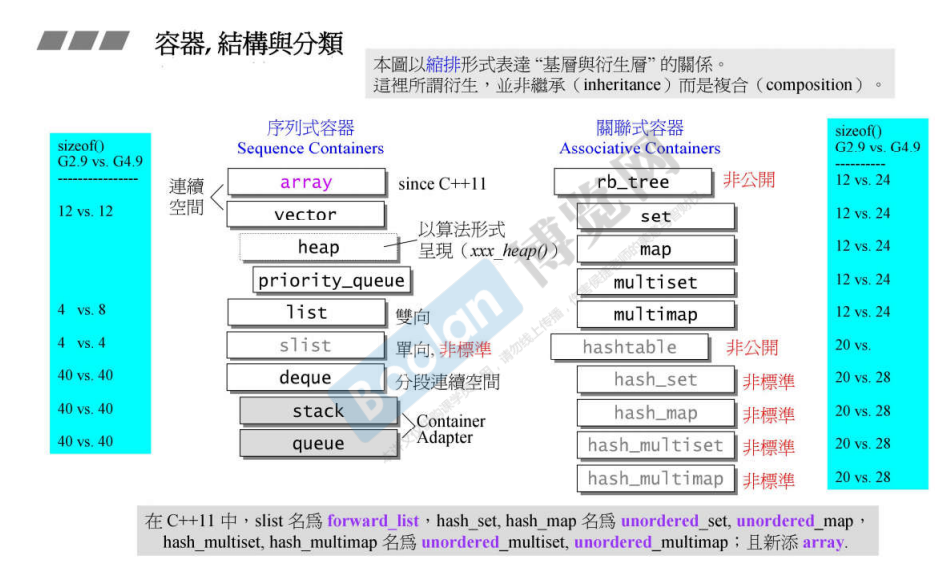 容器, 結構與分類
本圖以縮排形式表達 “基層與衍生層” 的關係。
這裡所謂衍生，並非繼承（inheritance）而是複合（composition）。
sizeof()
G2.9 vs. G4.9
----------------
12 vs. 12
4 vs. 8
4 vs. 4
40 vs. 40
40 vs. 40
40 vs. 40
序列式容器
Sequence Containers
連續
空間
array
since C++11
vector
heap
以算法形式
呈現（xxx_heap()）
priority_queue
list
雙向
slist
單向, 非標準
deque
分段連續空間
stack
queue
Container
Adapter
關聯式容器
Associative Containers
rb_tree
非公開
set
map
multiset
multimap
hashtable
非公開
hash_set
非標準
hash_map
非標準
hash_multiset
非標準
hash_multimap
非標準
sizeof()
G2.9 vs. G4.9
----------
12 vs. 24
12 vs. 24
12 vs. 24
12 vs. 24
12 vs. 24
20 vs.
20 vs. 28
20 vs. 28
20 vs. 28
20 vs. 28
Boolan 博览网
在 C++11 中，slist 名爲 forward_list，hash_set, hash_map 名爲 unordered_set, unordered_map，
hash_multiset, hash_multimap 名爲 unordered_multiset, unordered_multimap；且新添 array.